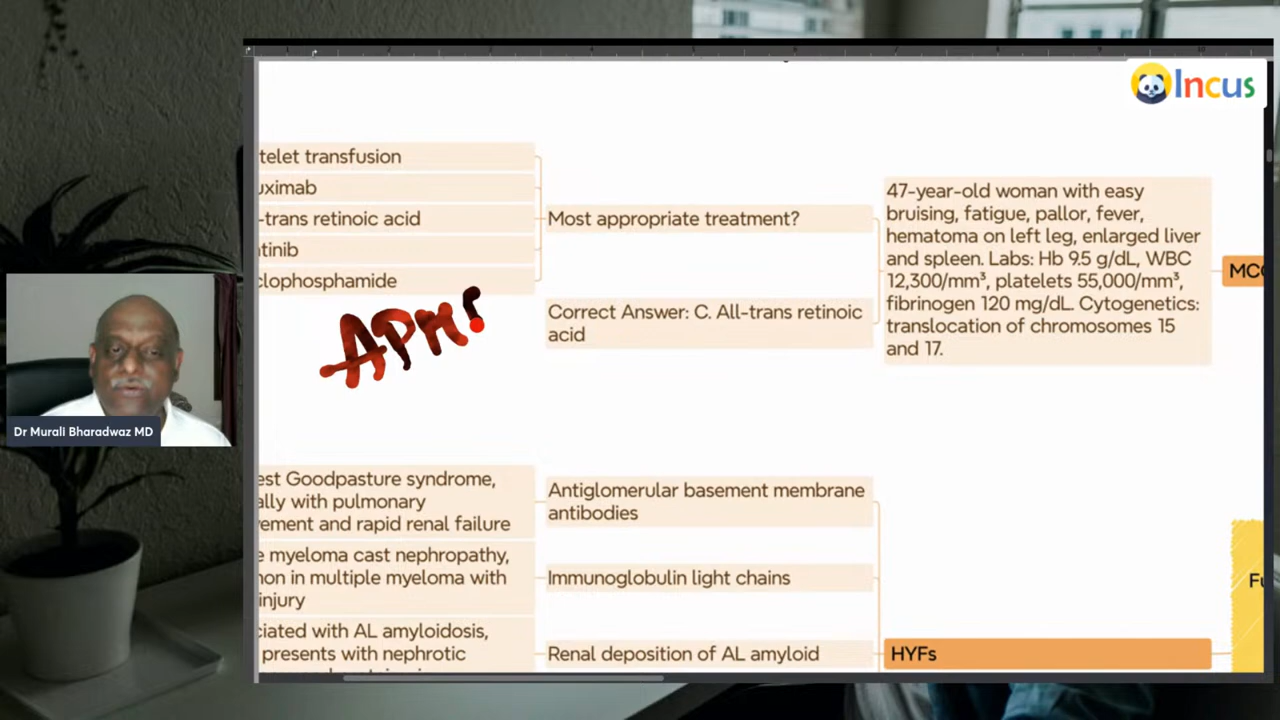 Incus
telet transfusion
uximab
-trans retinoic acid
tinib
clophosphamide
Most appropriate treatment?
Correct Answer: C. All-trans retinoic
acid
47-year-old woman with easy
bruising, fatigue, pallor, fever,
hematoma on left leg, enlarged liver
and spleen. Labs: Hb 9.5 g/dL, WBC
12,300/mm³, platelets 55,000/mm³,
fibrinogen 120 mg/dL. Cytogenetics:
translocation of chromosomes 15
and 17.
MC
Dr Murali Bharadwaz MD
est Goodpasture syndrome,
ally with pulmonary
vement and rapid renal failure
Antiglomerular basement membrane
antibodies
e myeloma cast nephropathy,
non in multiple myeloma with
injury
Immunoglobulin light chains
ciated with AL amyloidosis,
presents with nephrotic
Renal deposition of AL amyloid
HYFs